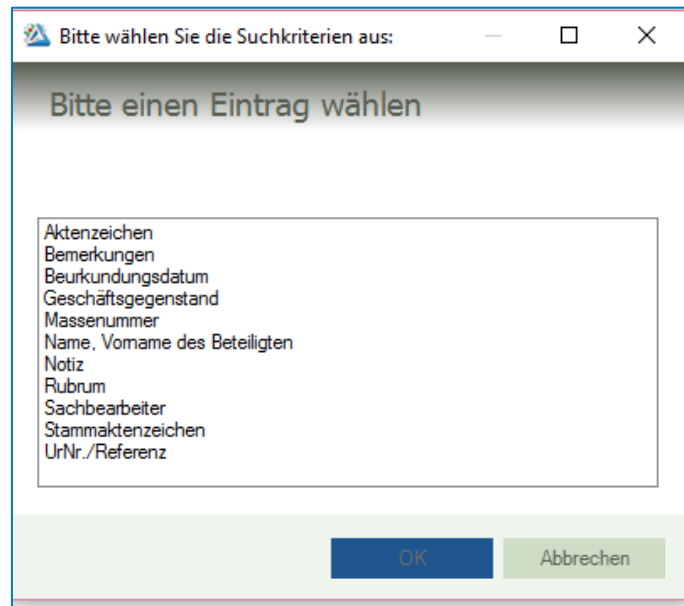 Bitte wählen Sie die Suchkriterien aus:
Bitte einen Eintrag wählen
Aktenzeichen
Bemerkungen
Beurkundungsdatum
Geschäftsgegenstand
Massenummer
Name, Vorname des Beteiligten
Notiz
Rubrum
Sachbearbeiter
Stammaktenzeichen
UrNr./Referenz
OK Abbrechen